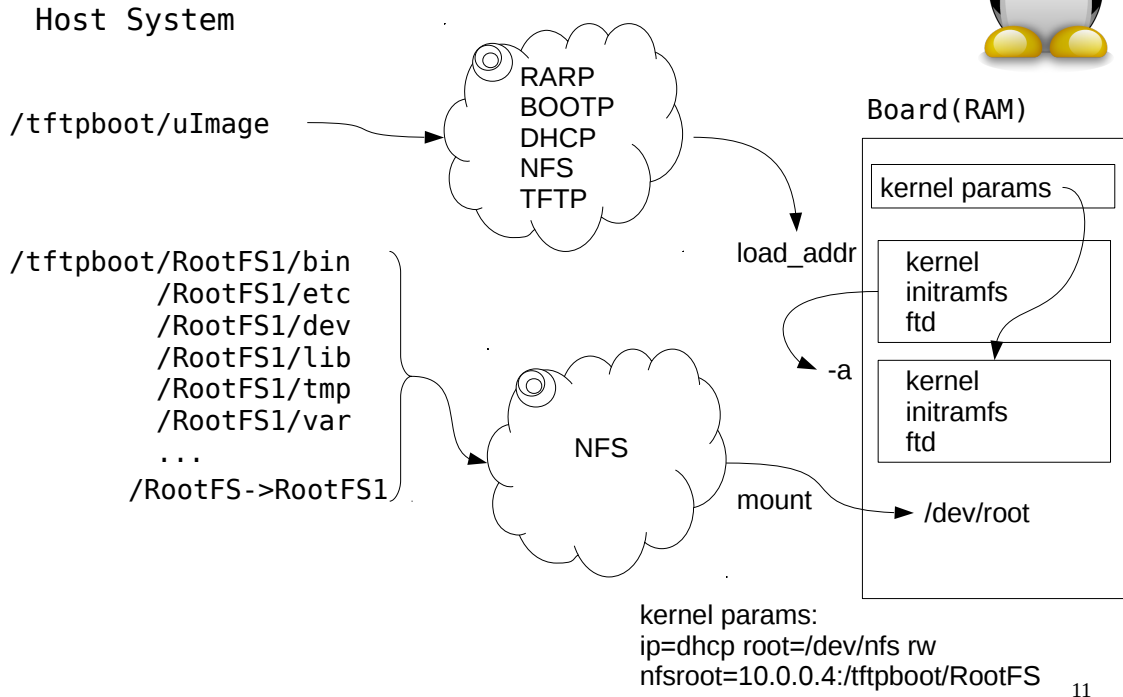 Host System
/tftpboot/uImage
RARP
BOOTP
DHCP
NFS
TFTP
Board(RAM)
kernel params
load_addr
kernel
initramfs
ftd
-a
kernel
initramfs
ftd
/tftpboot/RootFS1/bin
/RootFS1/etc
/RootFS1/dev
/RootFS1/lib
/RootFS1/tmp
/RootFS1/var
...
/RootFS->RootFS1
NFS
mount
/dev/root
kernel params:
ip=dhcp root=/dev/nfs rw
nfsroot=10.0.0.4:/tftpboot/RootFS
11